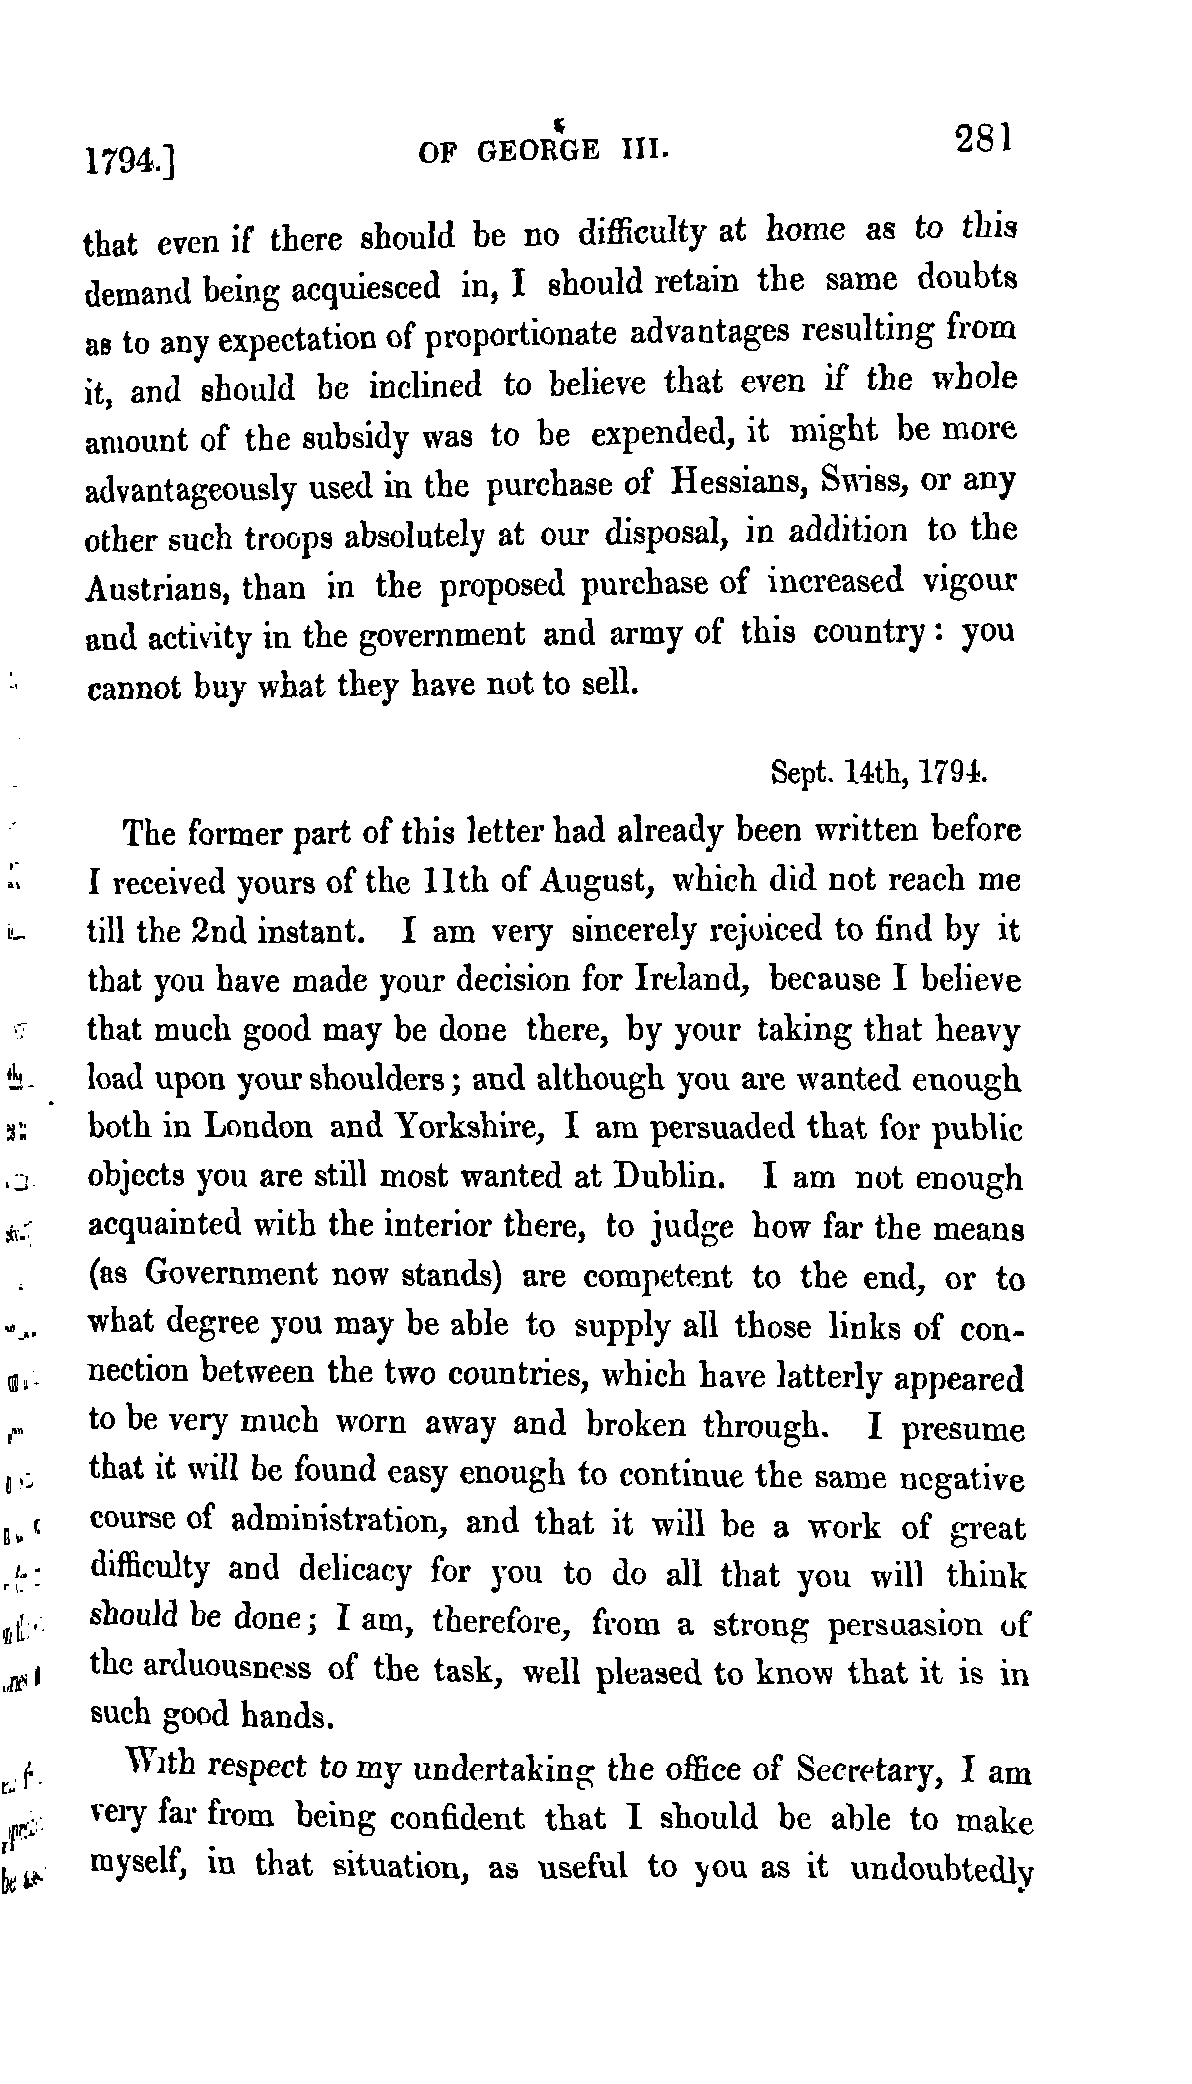 1794.] OF GEORGE III. 281
that even if there should be no difficulty at home as to this
demand being acquiesced in, I should retain the same doubts
as to any expectation of proportionate advantages resulting from
it, and should be inclined to believe that even if the whole
amount of the subsidy was to be expended, it might be more
advantageously used in the purchase of Hessians, Swiss, or any
other such troops absolutely at our disposal, in addition to the
Austrians, than in the proposed purchase of increased vigour
and activity in the government and army of this country: you
cannot buy what they have not to sell.
Sept. 14th, 1794.
The former part of this letter had already been written before
I received yours of the 11th of August, which did not reach me
till the 2nd instant. I am very sincerely rejoiced to find by it
that you have made your decision for Ireland, because I believe
that much good may be done there, by your taking that heavy
load upon your shoulders; and although you are wanted enough
both in London and Yorkshire, I am persuaded that for public
objects you are still most wanted at Dublin. I am not enough
acquainted with the interior there, to judge how far the means
(as Government now stands) are competent to the end, or to
what degree you may be able to supply all those links of con-
nection between the two countries, which have latterly appeared
to be very much worn away and broken through. I presume
that it will be found easy enough to continue the same negative
course of administration, and that it will be a work of great
difficulty and delicacy for you to do all that you will think
should be done; I am, therefore, from a strong persuasion of
the arduousness of the task, well pleased to know that it is in
such good hands.
With respect to my undertaking the office of Secretary, I am
very far from being confident that I should be able to make
myself, in that situation, as useful to you as it undoubtedly